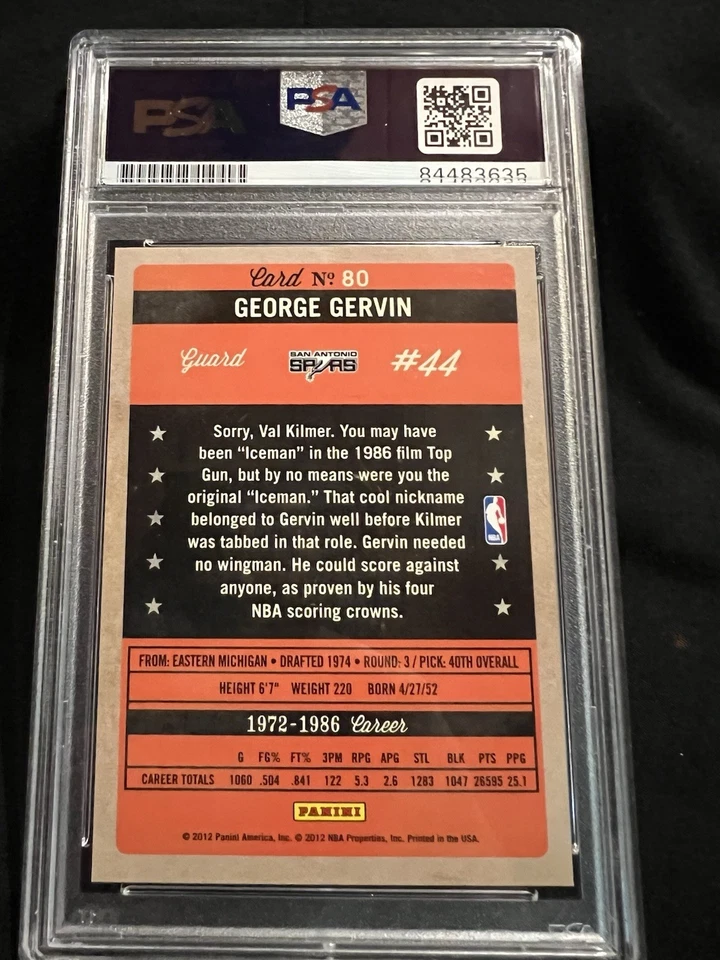 PSA
PSA
84483635
Card No. 80
GEORGE GERVIN
Guard
SAN ANTONIO
SPURS
#44
Sorry, Val Kilmer. You may have
been "Iceman" in the 1986 film Top
Gun, but by no means were you the
original "Iceman." That cool nickname
belonged to Gervin well before Kilmer
was tabbed in that role. Gervin needed
no wingman. He could score against
anyone, as proven by his four
NBA scoring crowns.
NBA
FROM: EASTERN MICHIGAN • DRAFTED 1974 • ROUND: 3 / PICK: 40TH OVERALL
HEIGHT 6'7" WEIGHT 220 BORN 4/27/52
1972-1986 Career
G FG% FT% 3PM RPG APG STL BLK PTS PPG
CAREER TOTALS 1060 .504 .841 122 5.3 2.6 1283 1047 26595 25.1
PANINI
© 2012 Panini America, Inc. © 2012 NBA Properties, Inc. Printed in the USA.
PSA